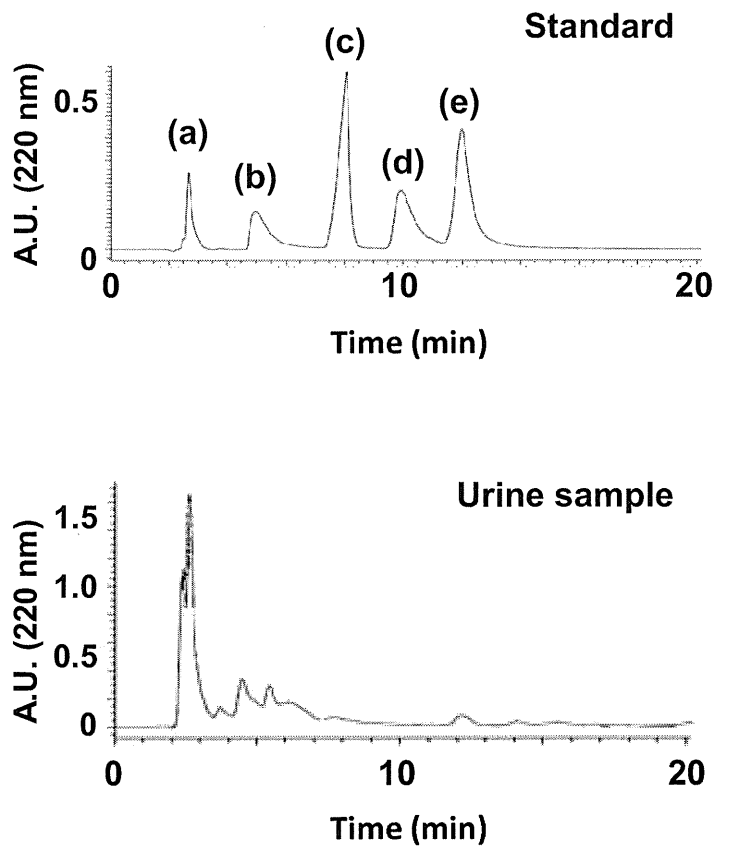 Standard
(c)
(a)
(b)
(d)
(e)
A.U. (220 nm)
0.5
0
0 10 20
Time (min)
Urine sample
A.U. (220 nm)
1.5
1.0
0.5
0
0 10 20
Time (min)